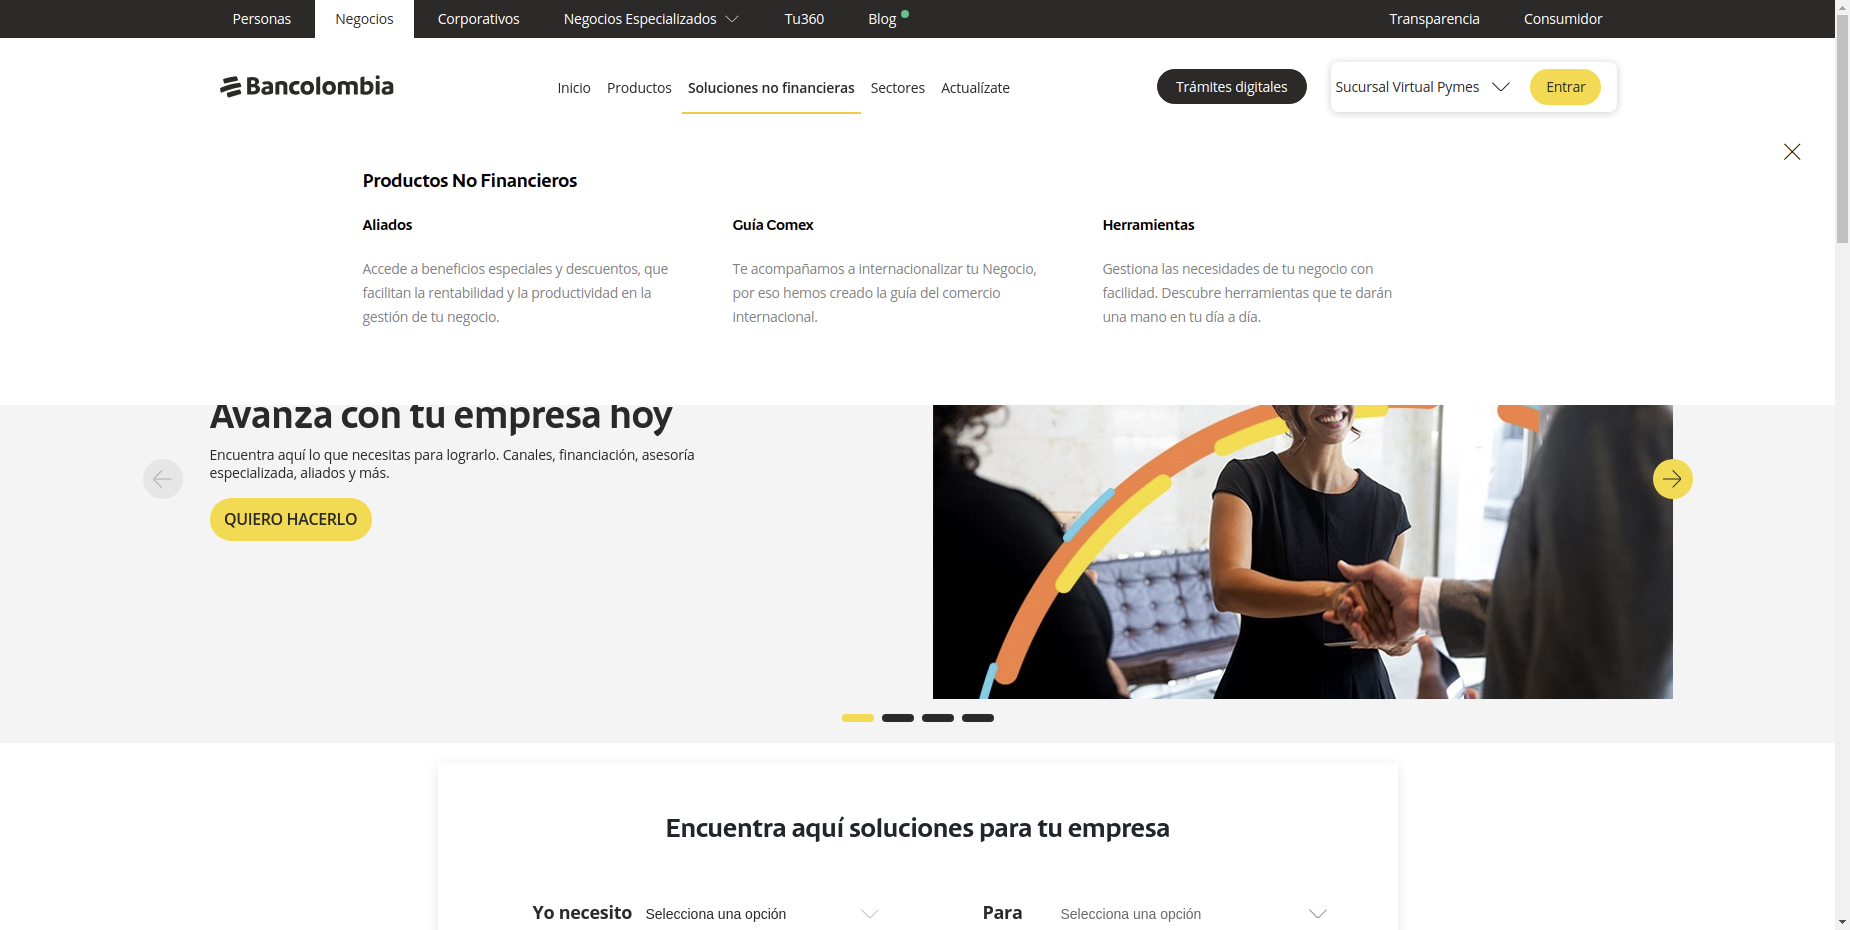 Personas
Negocios
Corporativos
Negocios Especializados
Tu360
Blog
Transparencia
Consumidor
Bancolombia
Inicio
Productos
Soluciones no financieras
Sectores
Actualízate
Trámites digitales
Sucursal Virtual Pymes
Entrar
Productos No Financieros
Aliados
Accede a beneficios especiales y descuentos, que
facilitan la rentabilidad y la productividad en la
gestión de tu negocio.
Guía Comex
Te acompañamos a internacionalizar tu Negocio,
por eso hemos creado la guía del comercio
internacional.
Herramientas
Gestiona las necesidades de tu negocio con
facilidad. Descubre herramientas que te darán
una mano en tu día a día.
Avanza con tu empresa hoy
Encuentra aquí lo que necesitas para lograrlo. Canales, financiación, asesoría
especializada, aliados y más.
QUIERO HACERLO
Encuentra aquí soluciones para tu empresa
Yo necesito
Selecciona una opción
Para
Selecciona una opción